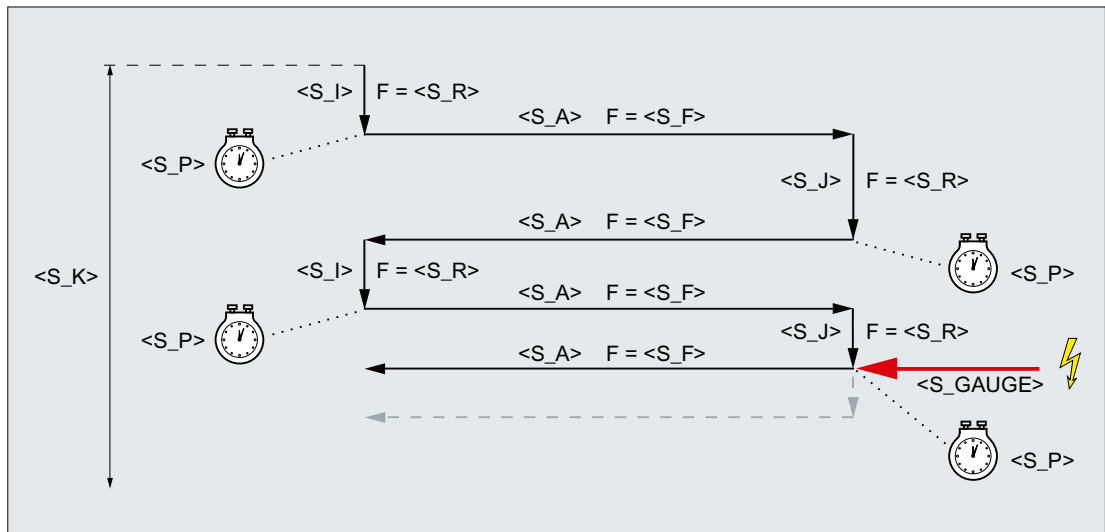 <S_I> F = <S_R>
<S_A> F = <S_F>
<S_P>
<S_J> F = <S_R>
<S_A> F = <S_F>
<S_K>
<S_I> F = <S_R>
<S_P>
<S_A> F = <S_F>
<S_P>
<S_J> F = <S_R>
<S_A> F = <S_F>
<S_GAUGE>
<S_P>